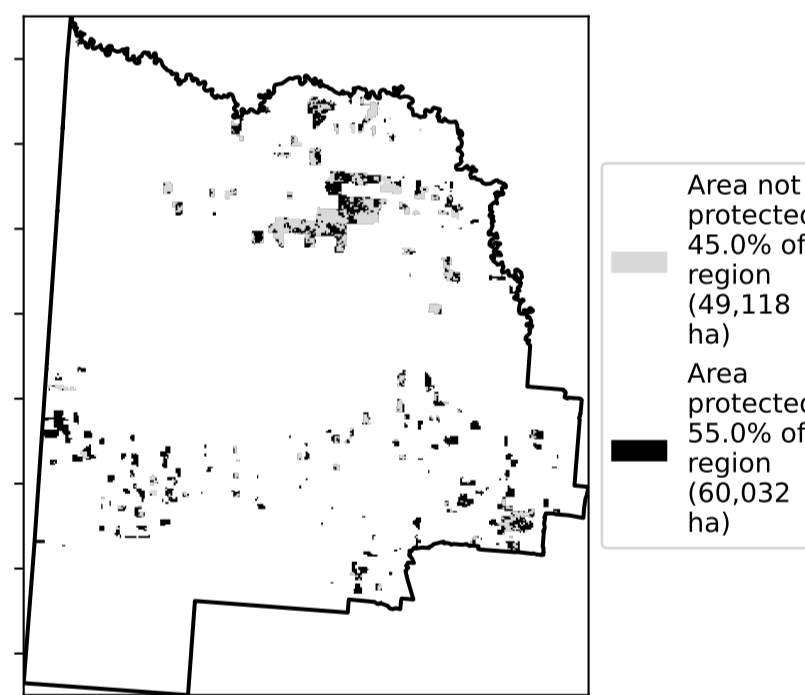 Area not
protected
45.0% of
region
(49,118
ha)
Area
protected
55.0% of
region
(60,032
ha)